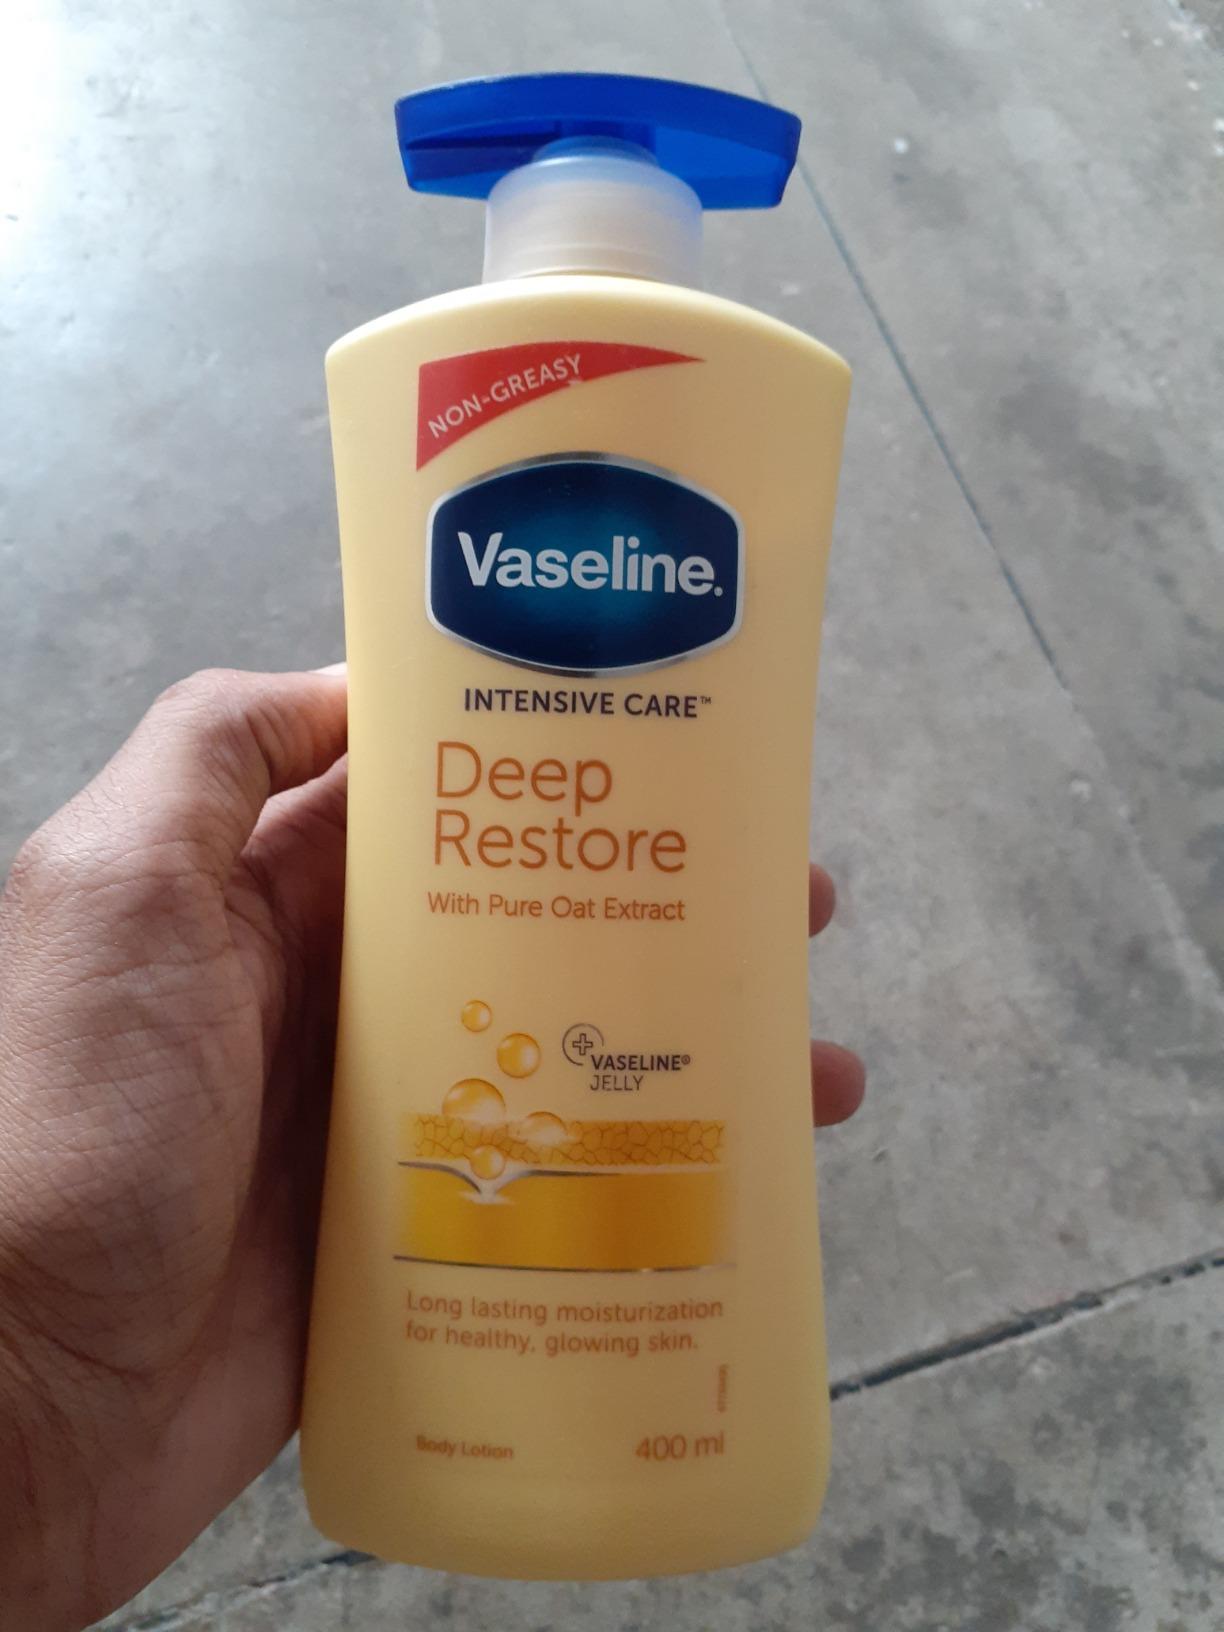 NON-GREASY
Vaseline.
INTENSIVE CARE™
Deep
Restore
With Pure Oat Extract
VASELINE®
JELLY
Long lasting moisturization
for healthy, glowing skin.
Body Lotion
400 ml